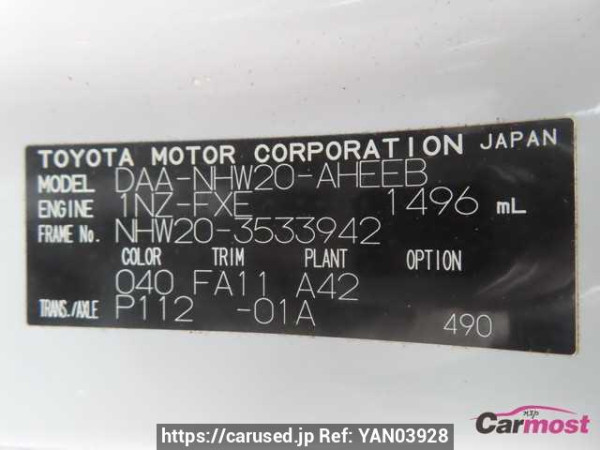 TOYOTA MOTOR CORPORATION JAPAN
MODEL DAA-NHW20-AHEEB
ENGINE 1NZ-FXE 1496 mL
FRAME No. NHW20-3533942
COLOR TRIM PLANT OPTION
040 FA11 A42
TRANS./AXLE P112 -01A 490
Carmost
https://carused.jp Ref: YAN03928